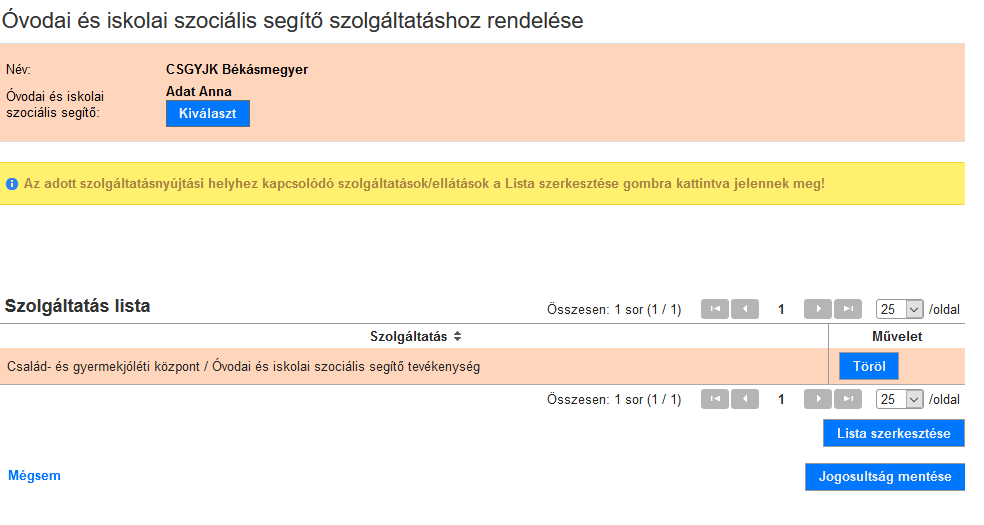 Óvodai és iskolai szociális segítő szolgáltatáshoz rendelése
Név: CSGYJK Békásmegyer
Óvodai és iskolai szociális segítő: Adat Anna
Kiválaszt
Az adott szolgáltatásnyújtási helyhez kapcsolódó szolgáltatások/ellátások a Lista szerkesztése gombra kattintva jelennek meg!
Szolgáltatás lista
Összesen: 1 sor (1 / 1) 1 25 /oldal
Szolgáltatás Művelet
Család- és gyermekjóléti központ / Óvodai és iskolai szociális segítő tevékenység Töröl
Összesen: 1 sor (1 / 1) 1 25 /oldal
Lista szerkesztése
Mégsem Jogosultság mentése